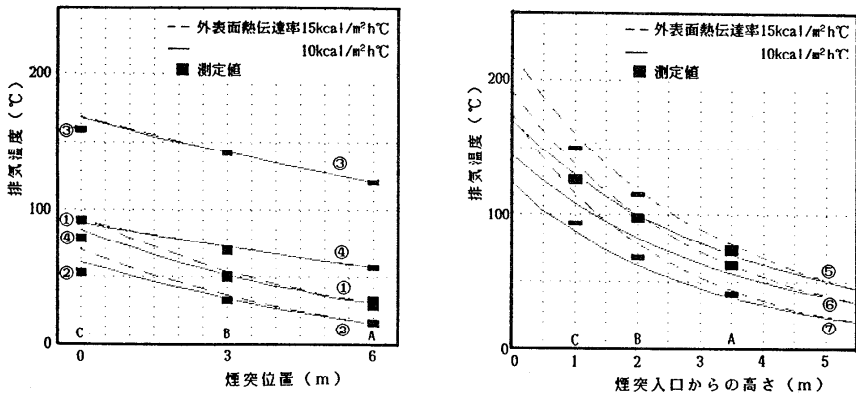 外表面熱伝達率15kcal/m²h℃
10kcal/m²h℃
測定値
200
100
0
排気温度(℃)
③
①
④
②
③
④
①
②
C
B
A
0
3
6
煙突位置(m)
外表面熱伝達率15kcal/m²h℃
10kcal/m²h℃
測定値
200
100
0
排気温度(℃)
⑤
⑥
⑦
C
B
A
0
1
2
3
4
5
煙突入口からの高さ(m)